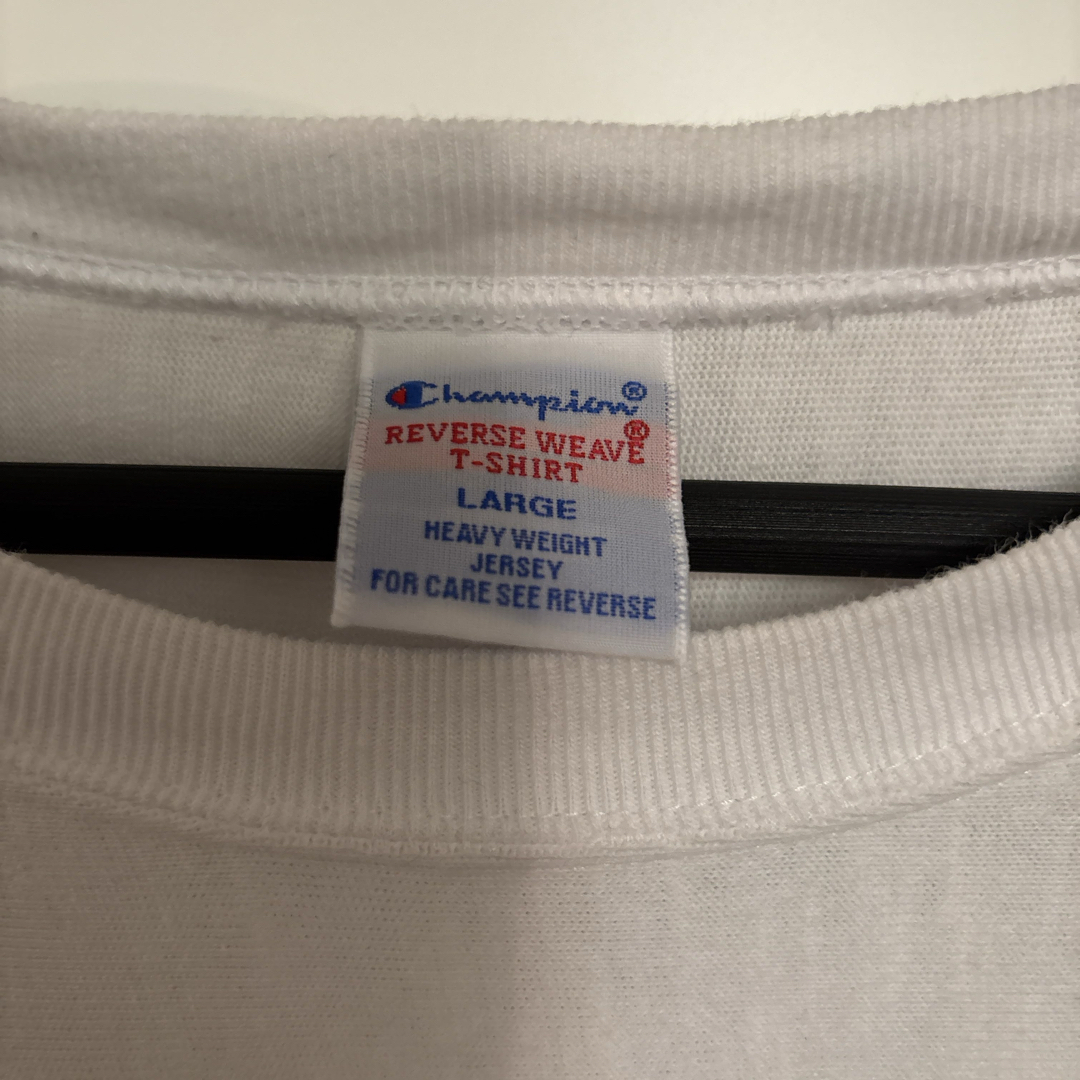 Champion®
REVERSE WEAVE®
T-SHIRT
LARGE
HEAVY WEIGHT
JERSEY
FOR CARE SEE REVERSE